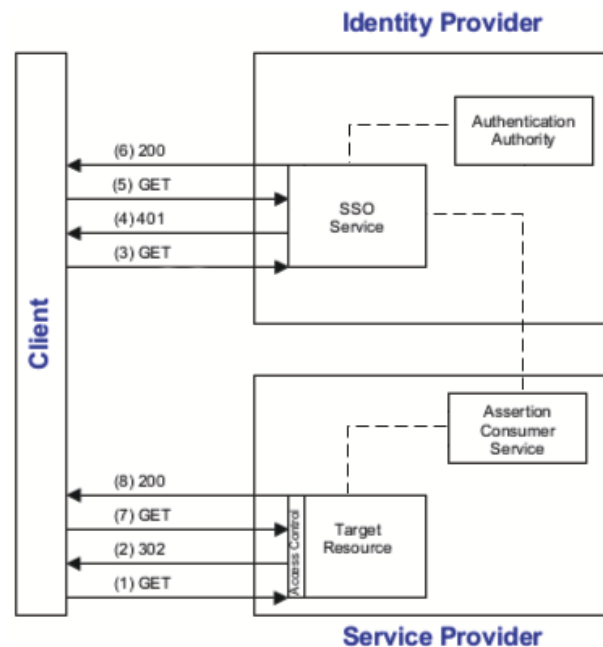 Identity Provider
Authentication
Authority
(6) 200
(5) GET
(4) 401
(3) GET
SSO
Service
Client
Assertion
Consumer
Service
(8) 200
(7) GET
(2) 302
(1) GET
Access Control
Target
Resource
Service Provider